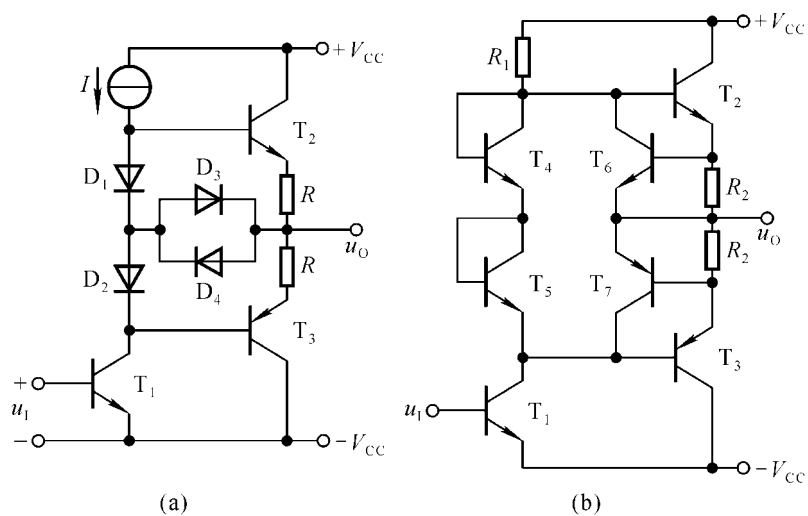 +V_CC
I
T_2
D_1
D_3
R
u_O
D_2
D_4
R
T_3
+
u_I
T_1
−
−V_CC
(a)
+V_CC
R_1
T_2
T_4
T_6
R_2
u_O
R_2
T_5
T_7
T_3
u_I
T_1
−V_CC
(b)